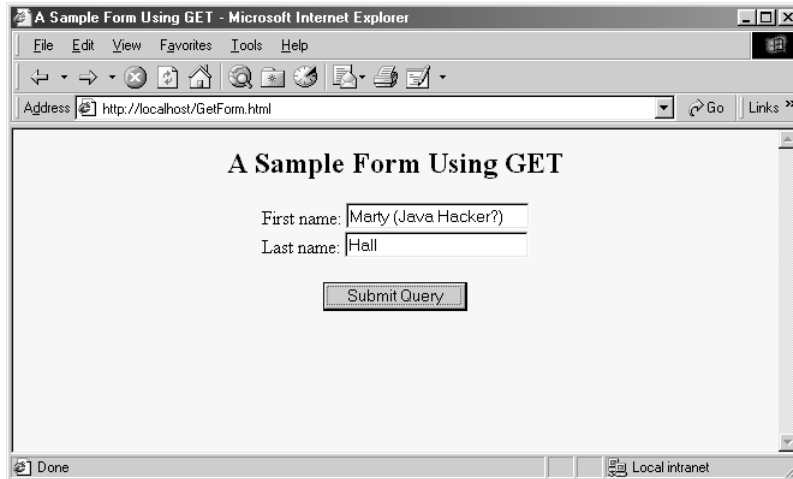 A Sample Form Using GET - Microsoft Internet Explorer
File Edit View Favorites Tools Help
Address http://localhost/GetForm.html Go Links »
A Sample Form Using GET
First name: Marty (Java Hacker?)
Last name: Hall
Submit Query
Done Local intranet